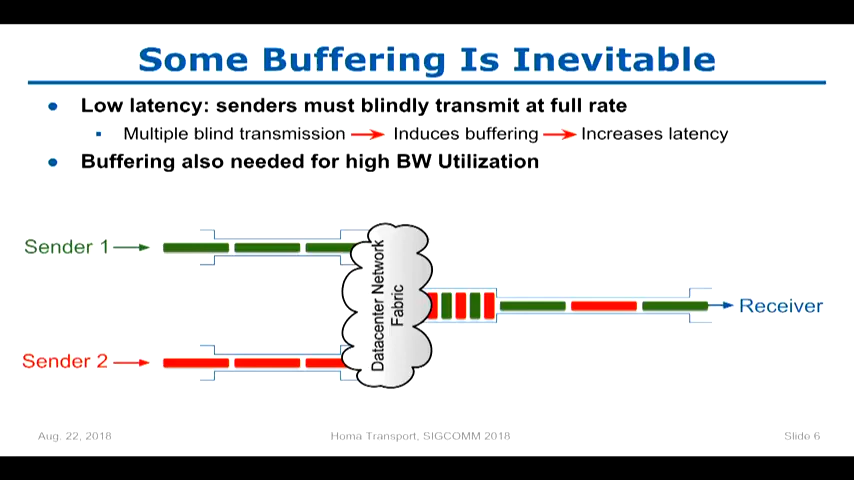 Some Buffering Is Inevitable
Low latency: senders must blindly transmit at full rate
Multiple blind transmission → Induces buffering → Increases latency
Buffering also needed for high BW Utilization
Sender 1
Sender 2
Datacenter Network
Fabric
Receiver
Aug. 22, 2018
Homa Transport, SIGCOMM 2018
Slide 6